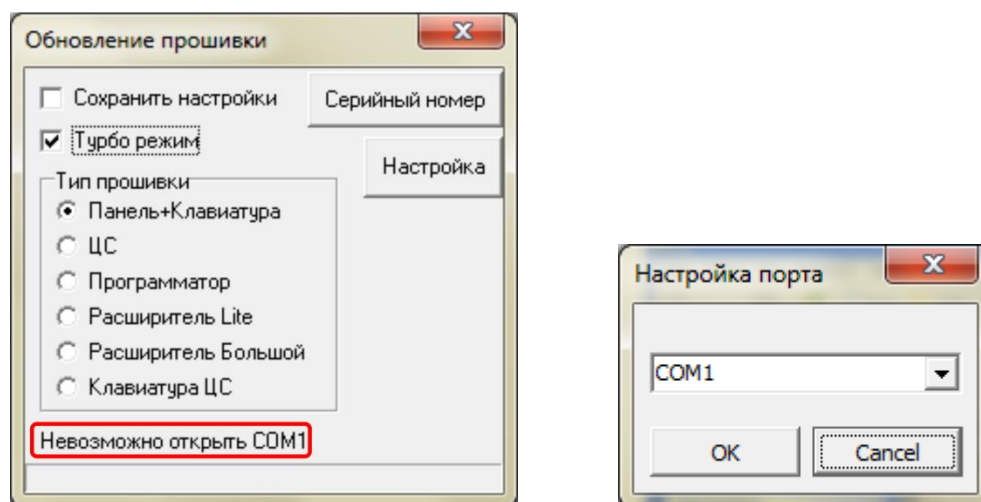 Обновление прошивки
Сохранить настройки
Серийный номер
Турбо режим
Настройка
Тип прошивки
Панель+Клавиатура
ЦС
Программатор
Расширитель Lite
Расширитель Большой
Клавиатура ЦС
Невозможно открыть COM1
Настройка порта
COM1
OK
Cancel